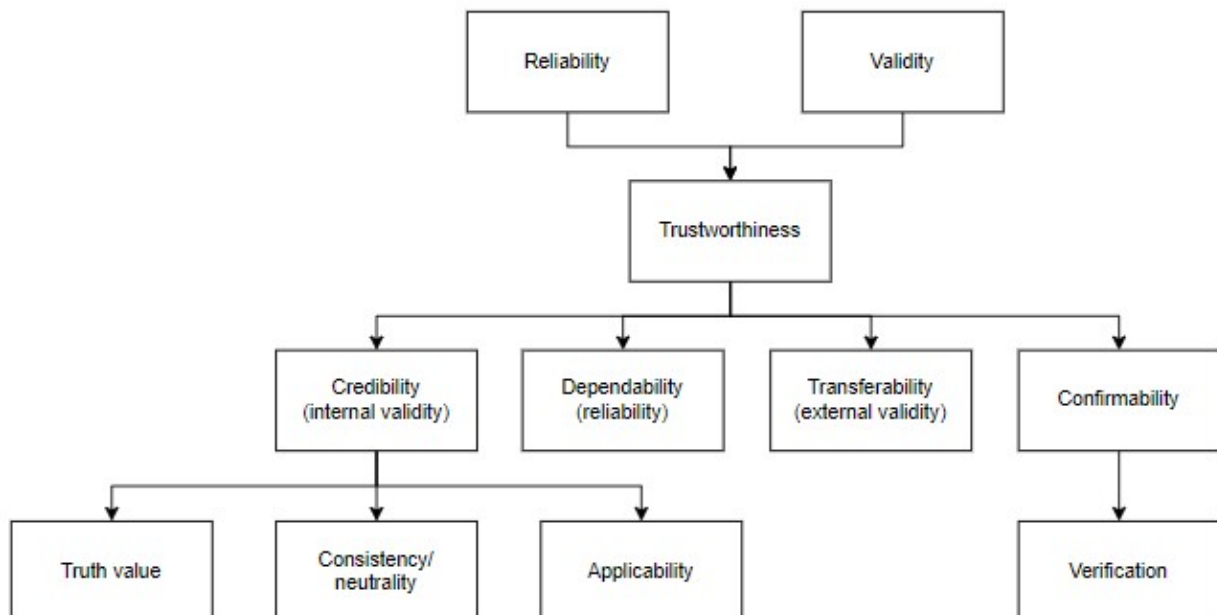 Reliability
Validity
Trustworthiness
Credibility
(internal validity)
Dependability
(reliability)
Transferability
(external validity)
Confirmability
Truth value
Consistency/
neutrality
Applicability
Verification